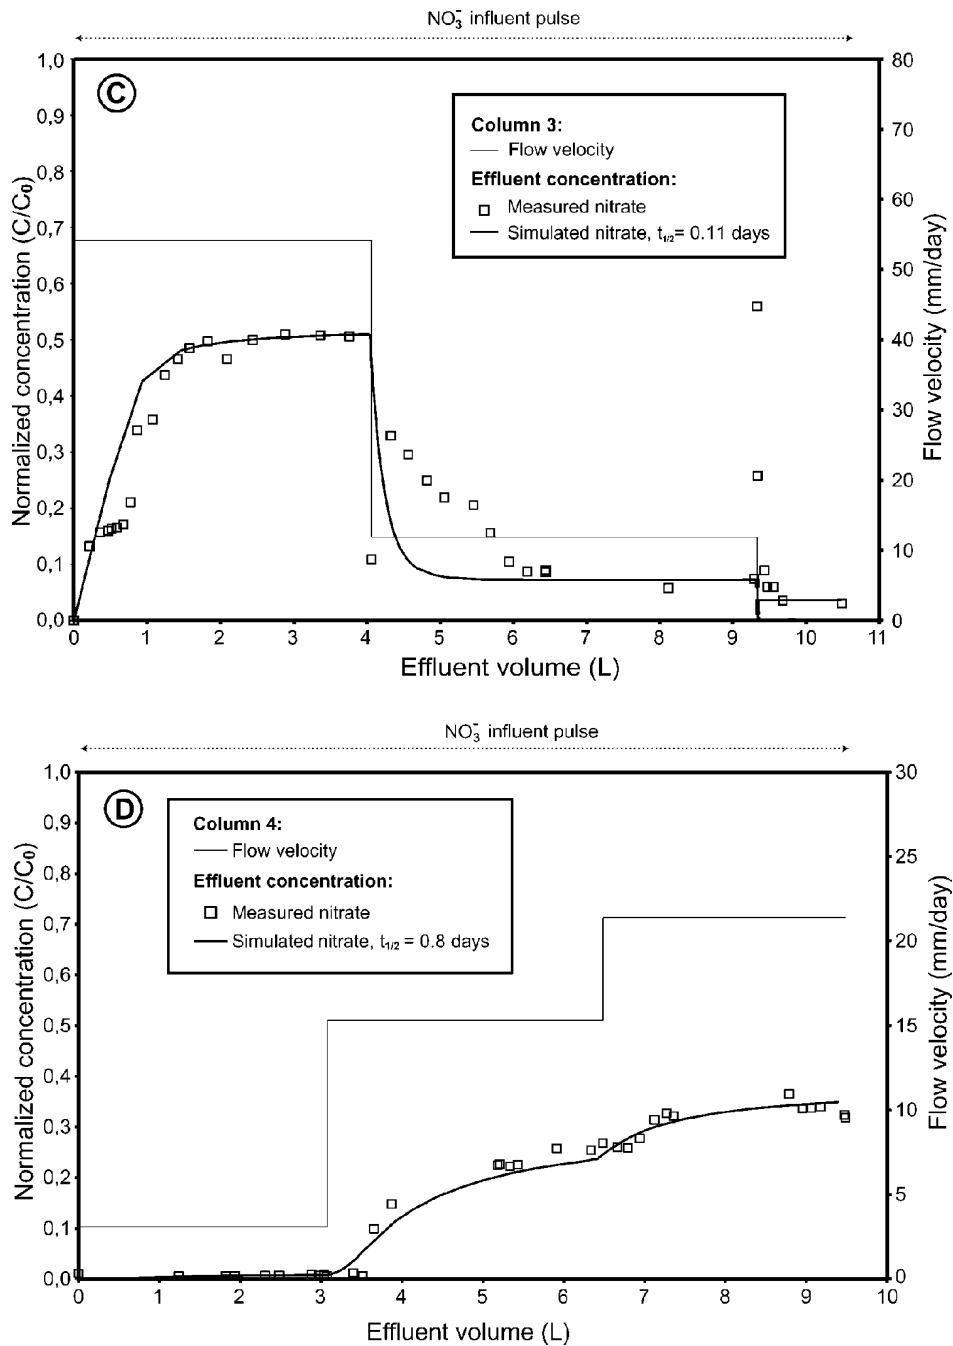 NO₃⁻ influent pulse
C
Column 3:
Flow velocity
Effluent concentration:
Measured nitrate
Simulated nitrate, t₁/₂= 0.11 days
Normalized concentration (C/C₀)
1,0
0,9
0,8
0,7
0,6
0,5
0,4
0,3
0,2
0,1
0,0
80
70
60
50
40
30
20
10
0
Flow velocity (mm/day)
0 1 2 3 4 5 6 7 8 9 10 11
Effluent volume (L)
NO₃⁻ influent pulse
D
Column 4:
Flow velocity
Effluent concentration:
Measured nitrate
Simulated nitrate, t₁/₂ = 0.8 days
Normalized concentration (C/C₀)
1,0
0,9
0,8
0,7
0,6
0,5
0,4
0,3
0,2
0,1
0,0
30
25
20
15
10
5
0
Flow velocity (mm/day)
0 1 2 3 4 5 6 7 8 9 10
Effluent volume (L)